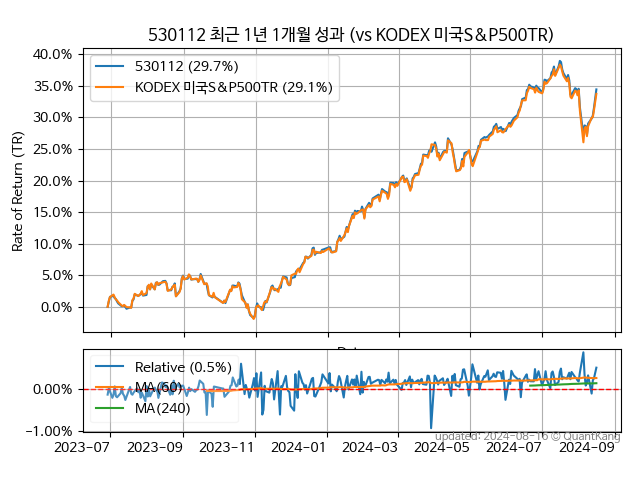 530112 최근 1년 1개월 성과 (vs KODEX 미국S&P500TR)
Rate of Return (TR)
40.0%
35.0%
30.0%
25.0%
20.0%
15.0%
10.0%
5.0%
0.0%
530112 (29.7%)
KODEX 미국S&P500TR (29.1%)
0.00%
-1.00%
Relative (0.5%)
MA(60)
MA(240)
2023-07
2023-09
2023-11
2024-01
2024-03
2024-05
2024-07
2024-09
updated: 2024-08-16 © QuantKang